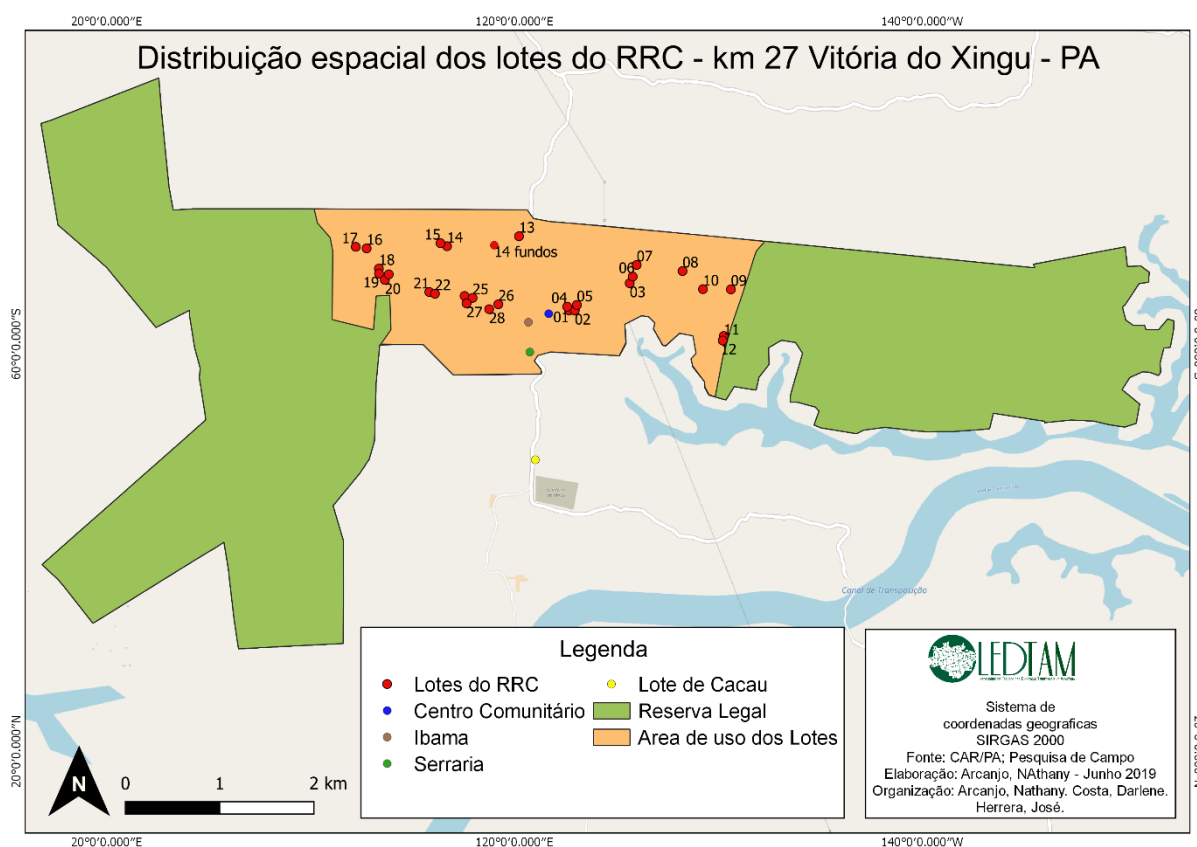 20°0'0.000"E
120°0'0.000"E
140°0'0.000"W
Distribuição espacial dos lotes do RRC - km 27 Vitória do Xingu - PA
13
17
16
15
14
14 fundos
07
18
06
08
19
20
21
22
25
26
27
28
04
05
03
10
09
01
02
11
12
60°0'0.000"S
Canal de Transposição
Legenda
Lotes do RRC
Lote de Cacau
Centro Comunitário
Reserva Legal
Ibama
Area de uso dos Lotes
Serraria
LEDTAM
Sistema de
coordenadas geograficas
SIRGAS 2000
Fonte: CAR/PA; Pesquisa de Campo
Elaboração: Arcanjo, NAthany - Junho 2019
Organização: Arcanjo, Nathany. Costa, Darlene.
Herrera, José.
20°0'0.000"N
N
0
1
2 km
20°0'0.000"E
120°0'0.000"E
140°0'0.000"W